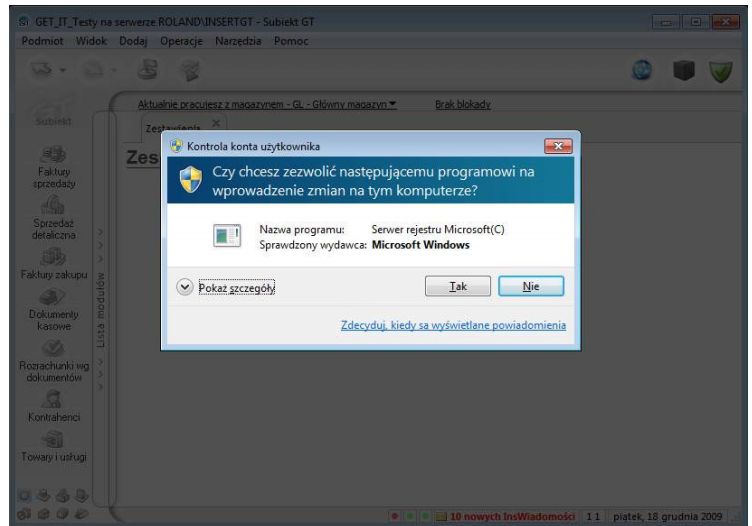 GET_IT_Testy na serwerze ROLAND\INSERTGT - Subiekt GT
Podmiot Widok Dodaj Operacje Narzędzia Pomoc
Aktualnie pracujesz z magazynem - GL - Główny magazyn
Brak blokady
subiekt
Zestawienia
Zes
Faktury
sprzedaży
Sprzedaż
detaliczna
Faktury zakupu
Dokumenty
kasowe
Rozrachunki wg
dokumentów
Kontrahenci
Towary i usługi
Lista modułów
Kontrola konta użytkownika
Czy chcesz zezwolić następującemu programowi na
wprowadzenie zmian na tym komputerze?
Nazwa programu: Serwer rejestru Microsoft(C)
Sprawdzony wydawca: Microsoft Windows
Pokaż szczegóły
Tak
Nie
Zdecyduj, kiedy są wyświetlane powiadomienia
10 nowych InsWiadomości 1 1 piątek, 18 grudnia 2009